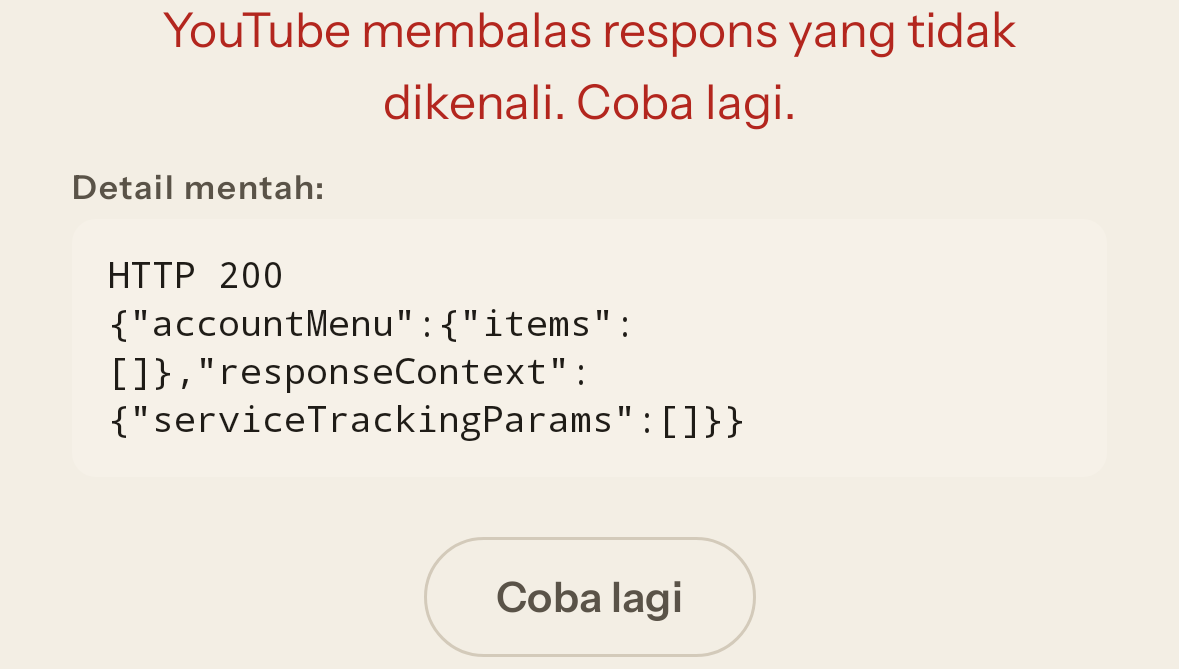 YouTube membalas respons yang tidak
dikenali. Coba lagi.
Detail mentah:
HTTP 200
{"accountMenu":{"items":
[]},"responseContext":
{"serviceTrackingParams":[]}}
Coba lagi